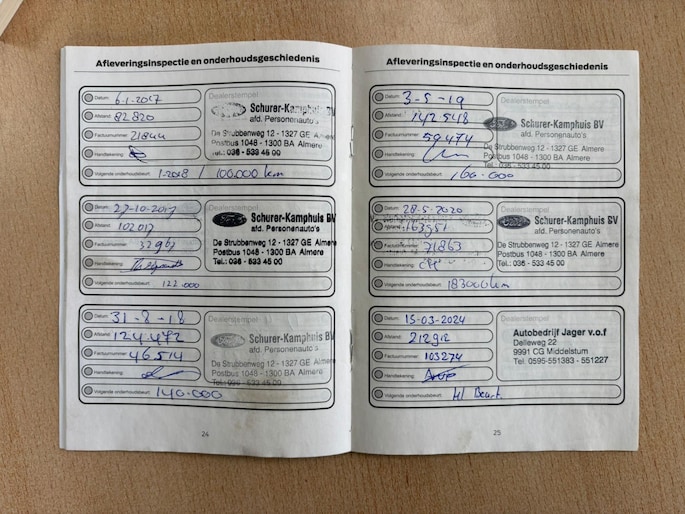 Afleveringsinspectie en onderhoudsgeschiedenis
Datum: 6-1-2017
Dealerstempel
Afstand: 82820
Factuurnummer: 21844
Handtekening:
Schurer-Kamphuis BV
afd. Personenauto's
De Strubbenweg 12 - 1327 GE Almere
Postbus 1048 - 1300 BA Almere
Tel.: 036 - 533 45 00
Volgende onderhoudsbeurt: 1-2018 / 100.000 km
Datum: 27-10-2017
Dealerstempel
Afstand: 102017
Factuurnummer:
Handtekening:
Ford
Schurer-Kamphuis BV
afd. Personenauto's
De Strubbenweg 12 - 1327 GE Almere
Postbus 1048 - 1300 BA Almere
Tel.: 036 - 533 45 00
Volgende onderhoudsbeurt: 122.000
Datum: 31-8-18
Dealerstempel
Afstand: 124.472
Factuurnummer: 46514
Handtekening:
Schurer-Kamphuis BV
afd. Personenauto's
De Strubbenweg 12 - 1327 GE Almere
Postbus 1048 - 1300 BA Almere
Tel.: 036 - 533 45 00
Volgende onderhoudsbeurt: 140.000
24
Afleveringsinspectie en onderhoudsgeschiedenis
Datum: 3-5-19
Dealerstempel
Afstand: 142.548
Factuurnummer: 59474
Handtekening:
Schurer-Kamphuis BV
afd. Personenauto's
De Strubbenweg 12 - 1327 GE Almere
Postbus 1048 - 1300 BA Almere
Tel.: 036 - 533 45 00
Volgende onderhoudsbeurt: 160.000
Datum: 28-5-2020
Dealerstempel
Afstand: 163951
Factuurnummer: 71863
Handtekening:
Ford
Schurer-Kamphuis BV
afd. Personenauto's
De Strubbenweg 12 - 1327 GE Almere
Postbus 1048 - 1300 BA Almere
Tel.: 036 - 533 45 00
Volgende onderhoudsbeurt: 183000 km
Datum: 15-03-2024
Dealerstempel
Afstand: 212912
Factuurnummer: 103274
Handtekening:
Autobedrijf Jager v.o.f
Delleweg 22
9991 CG Middelstum
Tel. 0595-551383 - 551227
Volgende onderhoudsbeurt: Beurt
25